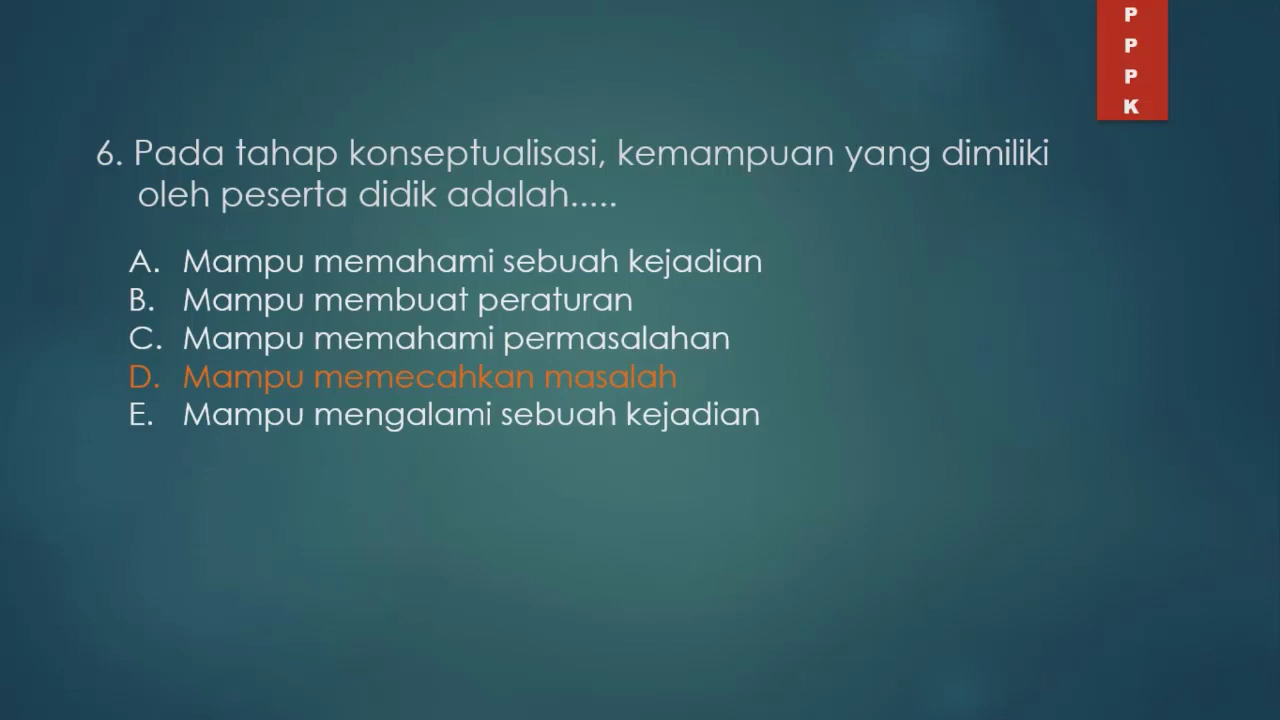 P
P
P
K
6. Pada tahap konseptualisasi, kemampuan yang dimiliki
oleh peserta didik adalah.....
A. Mampu memahami sebuah kejadian
B. Mampu membuat peraturan
C. Mampu memahami permasalahan
D. Mampu memecahkan masalah
E. Mampu mengalami sebuah kejadian